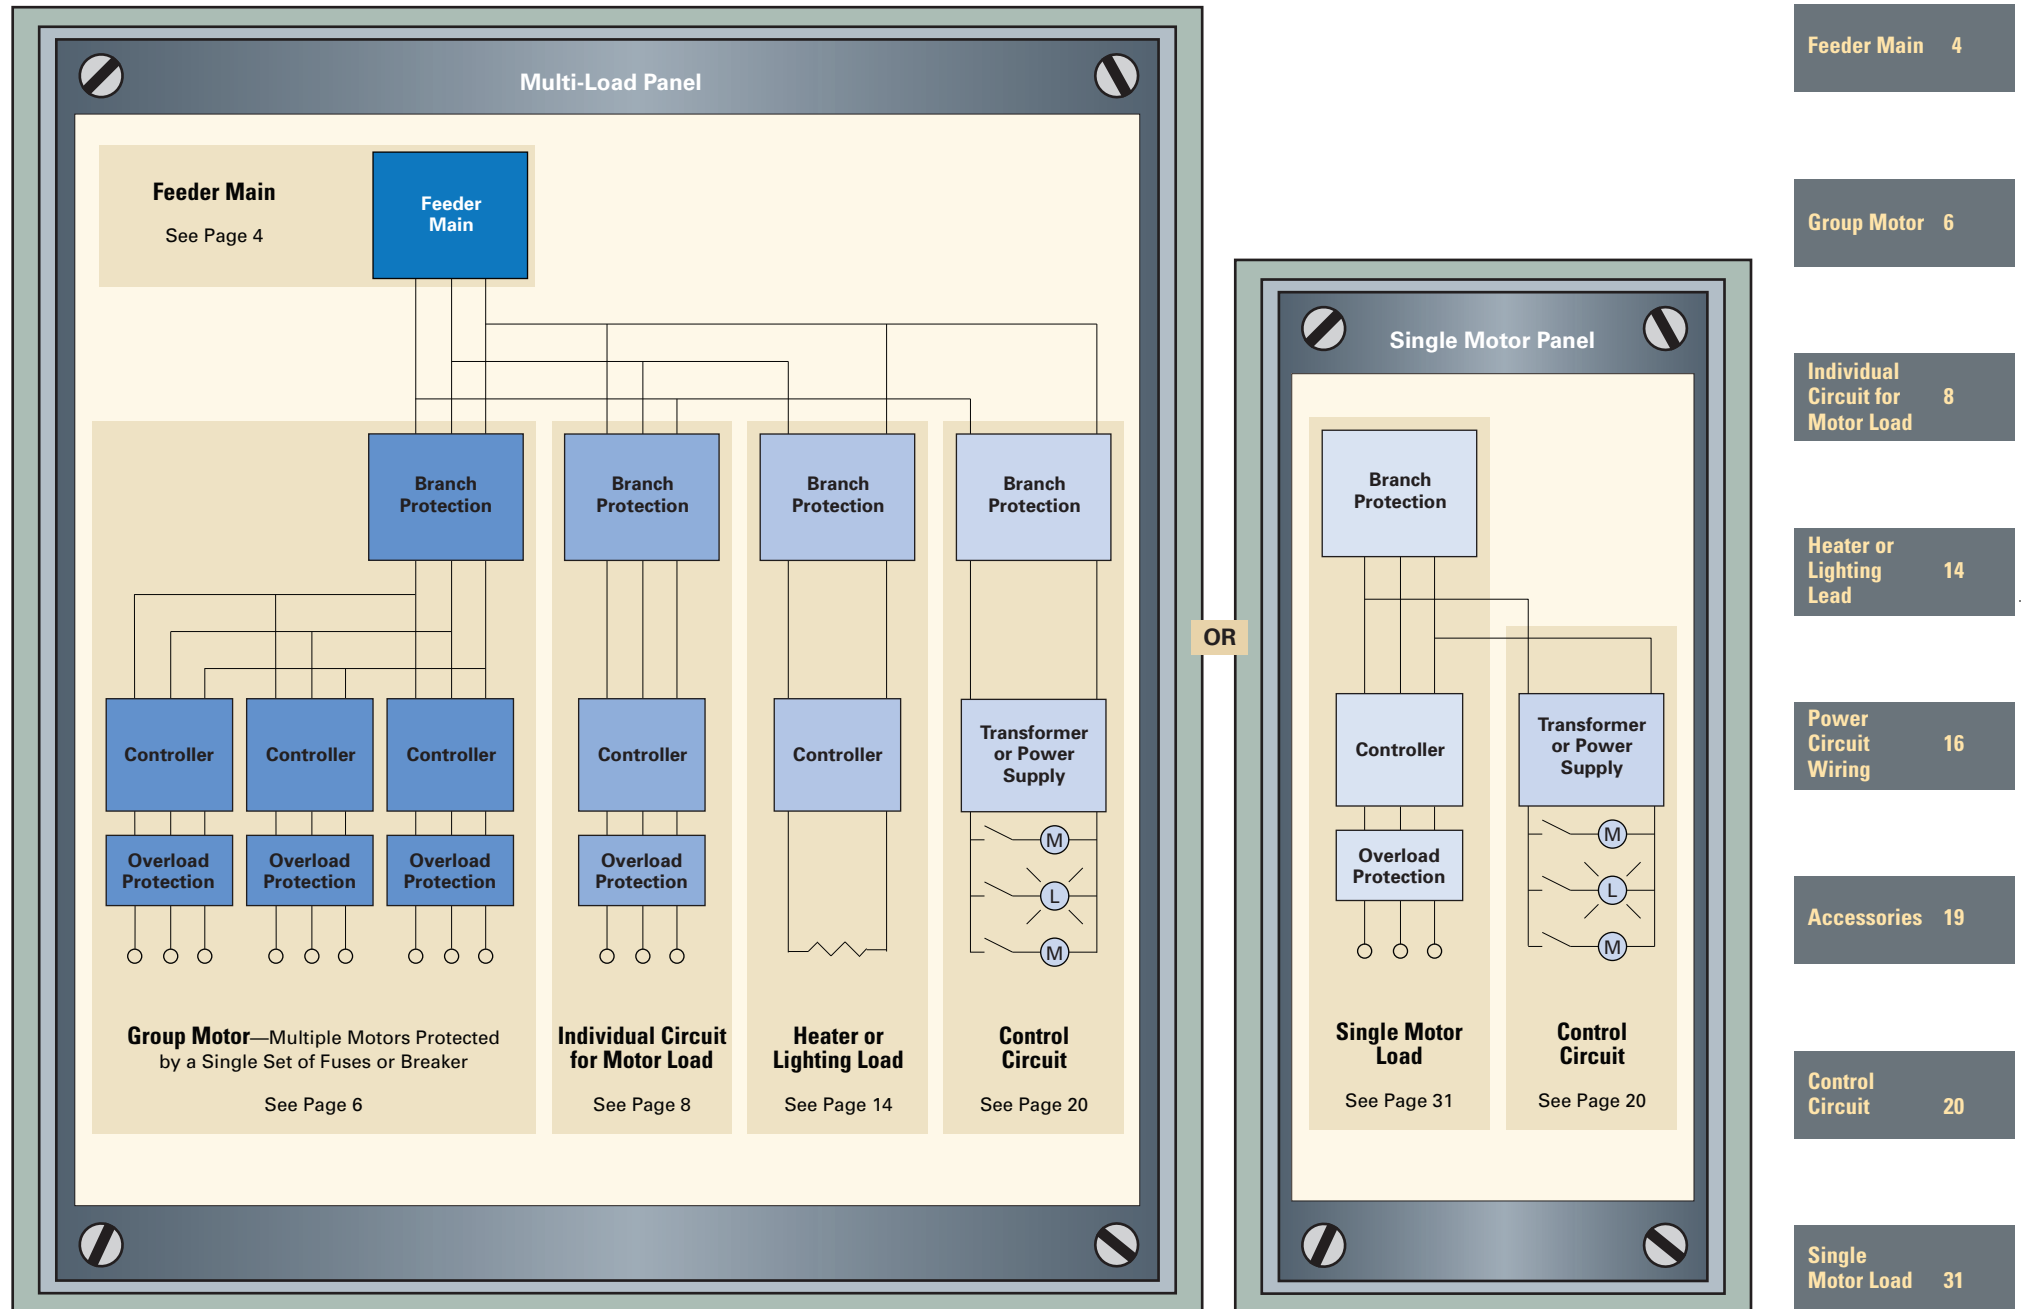 Multi-Load Panel
Feeder Main
See Page 4
Feeder
Main
Branch
Protection
Branch
Protection
Branch
Protection
Branch
Protection
Controller
Controller
Controller
Controller
Controller
Transformer
or Power
Supply
Overload
Protection
Overload
Protection
Overload
Protection
Overload
Protection
M
L
M
Group Motor—Multiple Motors Protected
by a Single Set of Fuses or Breaker
See Page 6
Individual Circuit
for Motor Load
See Page 8
Heater or
Lighting Load
See Page 14
Control
Circuit
See Page 20
OR
Single Motor Panel
Branch
Protection
Controller
Transformer
or Power
Supply
Overload
Protection
M
L
M
Single Motor
Load
See Page 31
Control
Circuit
See Page 20
Feeder Main 4
Group Motor 6
Individual
Circuit for 8
Motor Load
Heater or
Lighting 14
Lead
Power
Circuit 16
Wiring
Accessories 19
Control
Circuit 20
Single
Motor Load 31